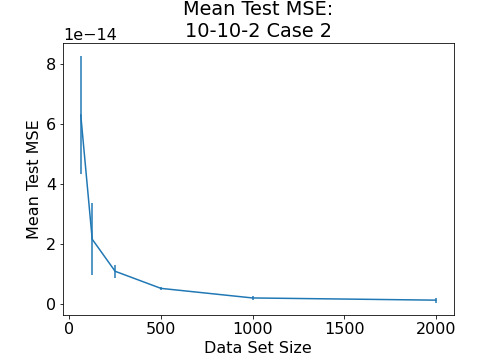 Mean Test MSE:
10-10-2 Case 2
1e−14
8
6
4
2
0
Mean Test MSE
0 500 1000 1500 2000
Data Set Size